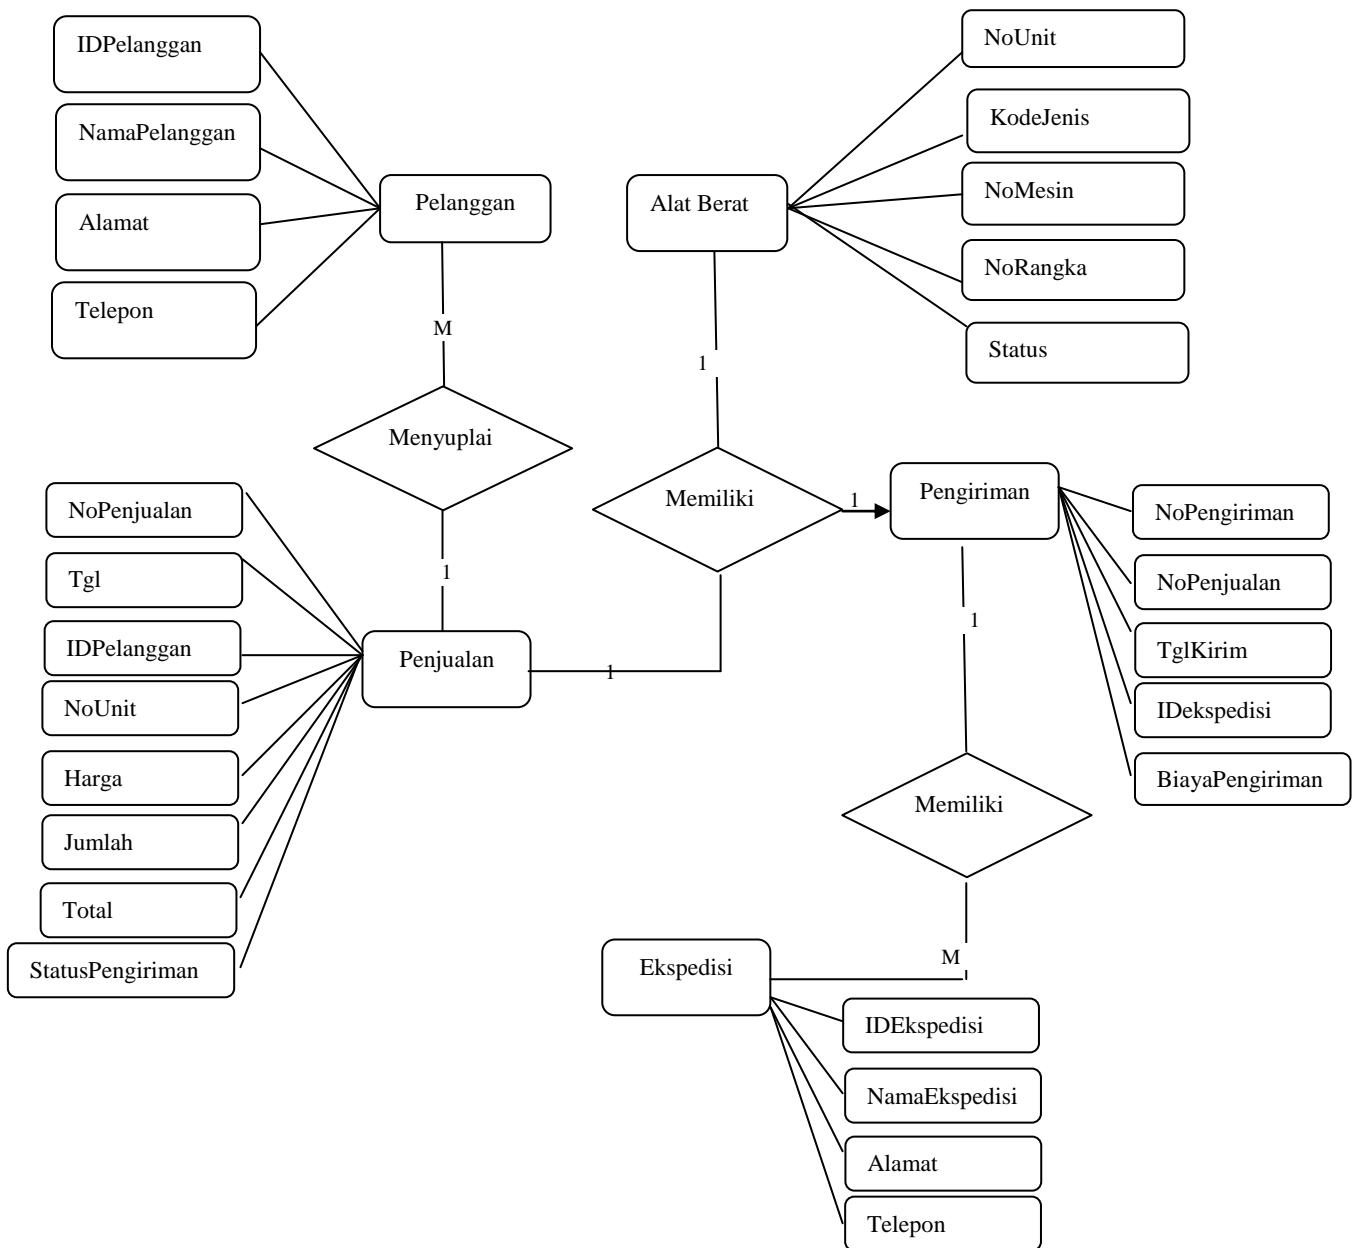 IDPelanggan
NamaPelanggan
Alamat
Telepon
Pelanggan
M
Menyuplai
1
Alat Berat
NoUnit
KodeJenis
NoMesin
NoRangka
Status
1
Memiliki
1
Pengiriman
NoPengiriman
NoPenjualan
TglKirim
IDekspedisi
BiayaPengiriman
NoPenjualan
Tgl
IDPelanggan
NoUnit
Harga
Jumlah
Total
StatusPengiriman
Penjualan
1
1
Memiliki
M
Ekspedisi
IDEkspedisi
NamaEkspedisi
Alamat
Telepon